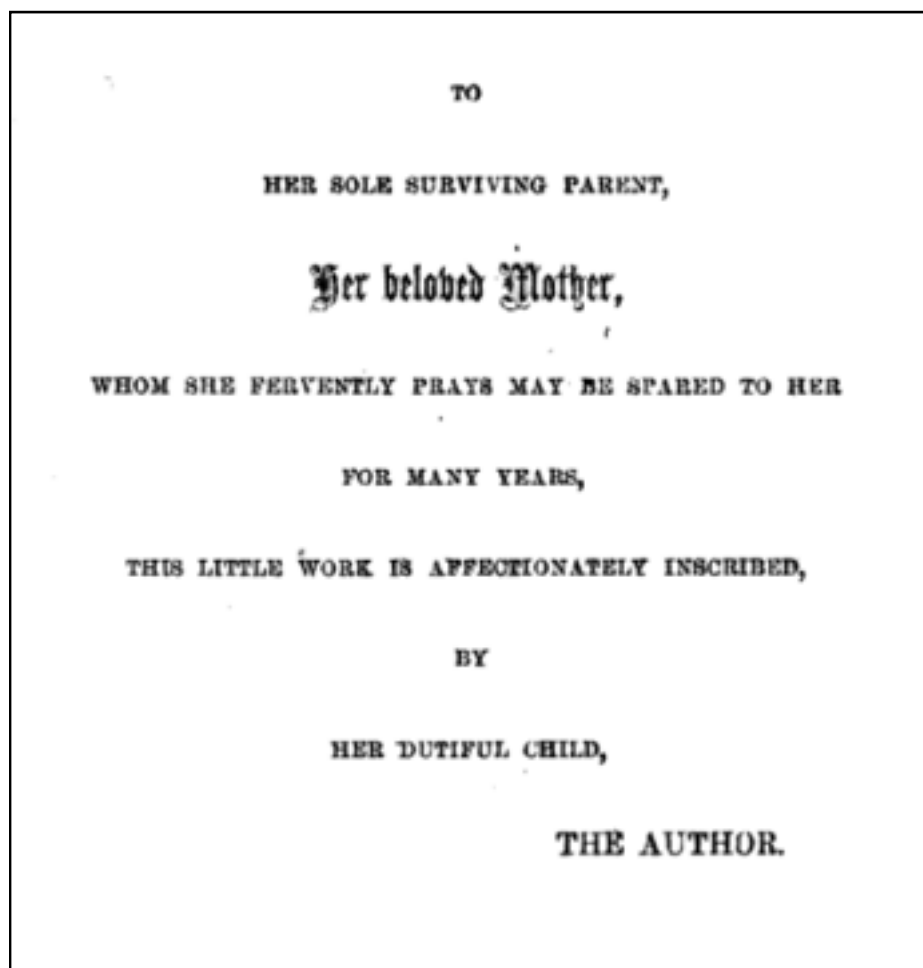 TO
HER SOLE SURVIVING PARENT,
Her beloved Mother,
WHOM SHE FERVENTLY PRAYS MAY BE SPARED TO HER
FOR MANY YEARS,
THIS LITTLE WORK IS AFFECTIONATELY INSCRIBED,
BY
HER DUTIFUL CHILD,
THE AUTHOR.